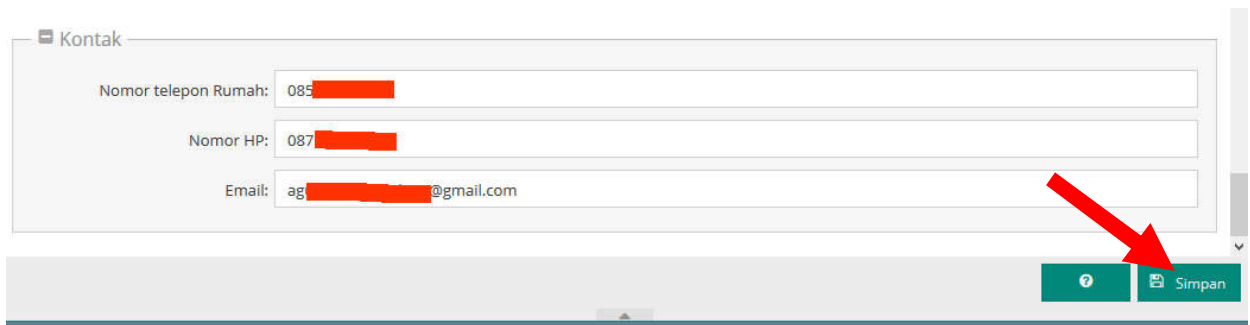 Kontak
Nomor telepon Rumah: 085
Nomor HP: 087
Email: ag @gmail.com
Simpan